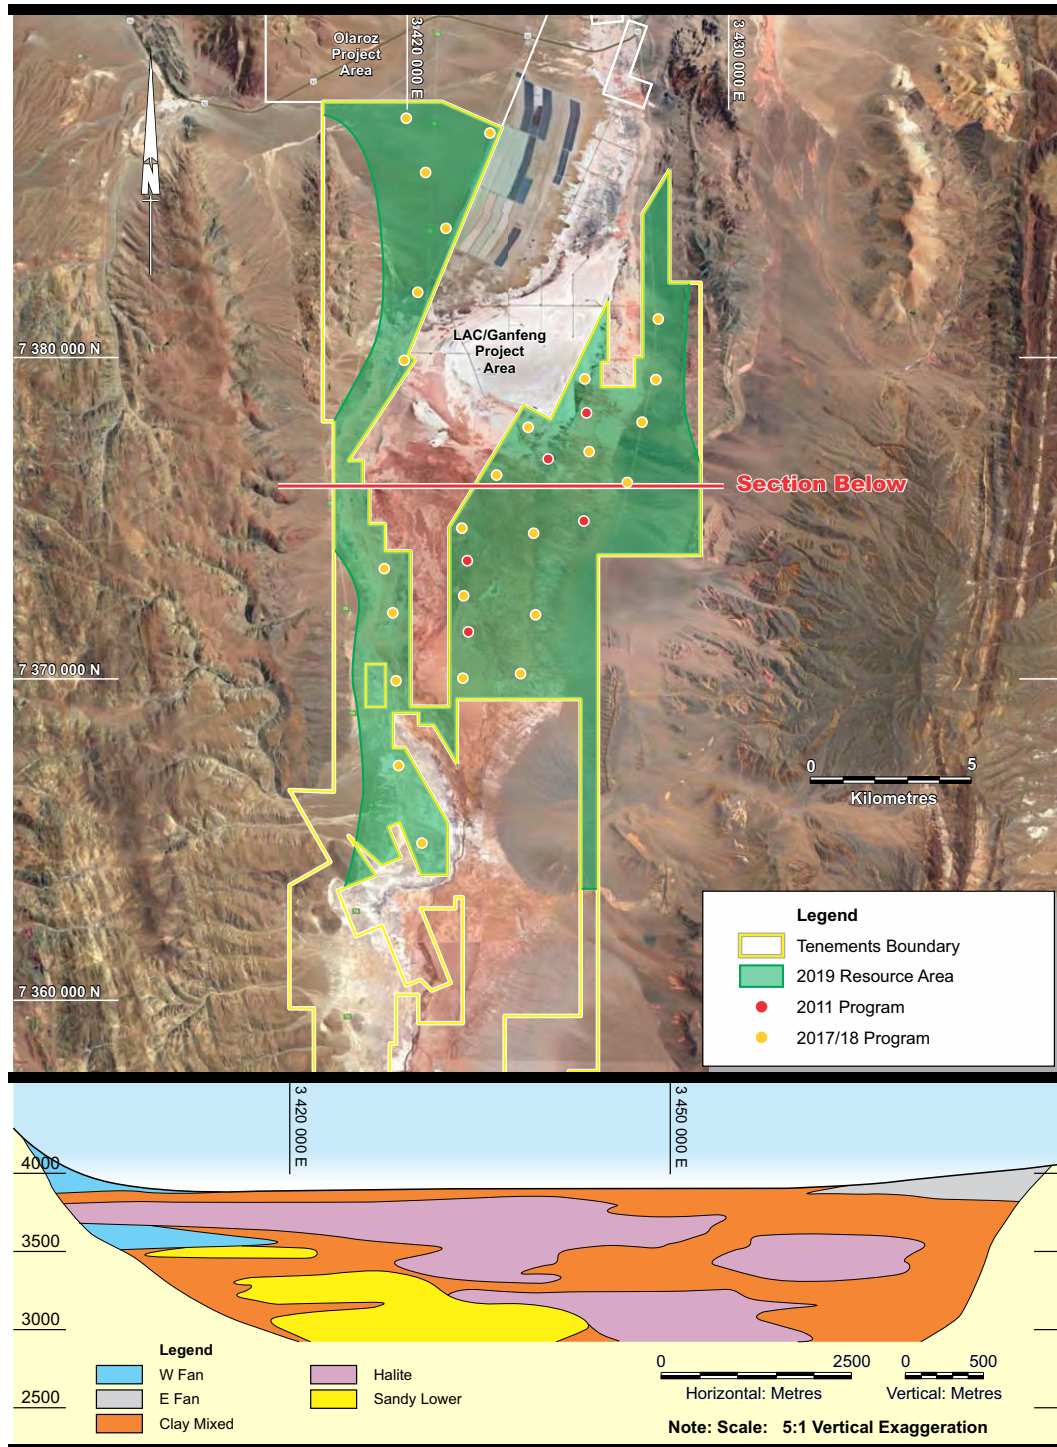 Olaroz
Project
Area
3 420 000 E
3 430 000 E
N
LAC/Ganfeng
Project
Area
7 380 000 N
Section Below
7 370 000 N
0 5
Kilometres
7 360 000 N
Legend
Tenements Boundary
2019 Resource Area
2011 Program
2017/18 Program
3 420 000 E
3 450 000 E
4000
3500
3000
2500
Legend
W Fan
E Fan
Clay Mixed
Halite
Sandy Lower
0 2500
Horizontal: Metres
0 500
Vertical: Metres
Note: Scale: 5:1 Vertical Exaggeration